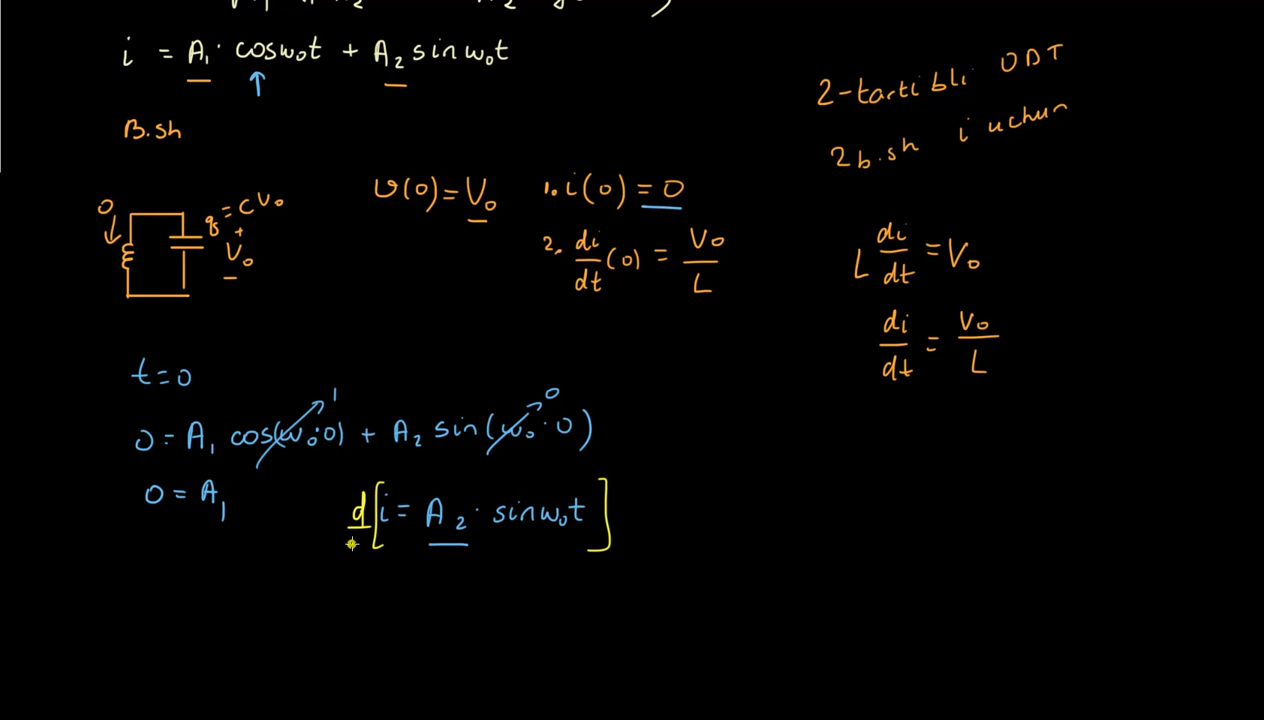 i = A₁ · cosω₀t + A₂ sinω₀t
↑
B.sh
2-tartibli ODT
2 b.sh i uchun
0
q = CV₀
+
V₀
υ(0) = V₀
1. i(0) = 0
2. di/dt (0) = V₀/L
L di/dt = V₀
di/dt = V₀/L
t = 0
0 = A₁ cos(ω₀·0) + A₂ sin(ω₀·0)
1
0
0 = A₁
d [i = A₂ · sinω₀t]